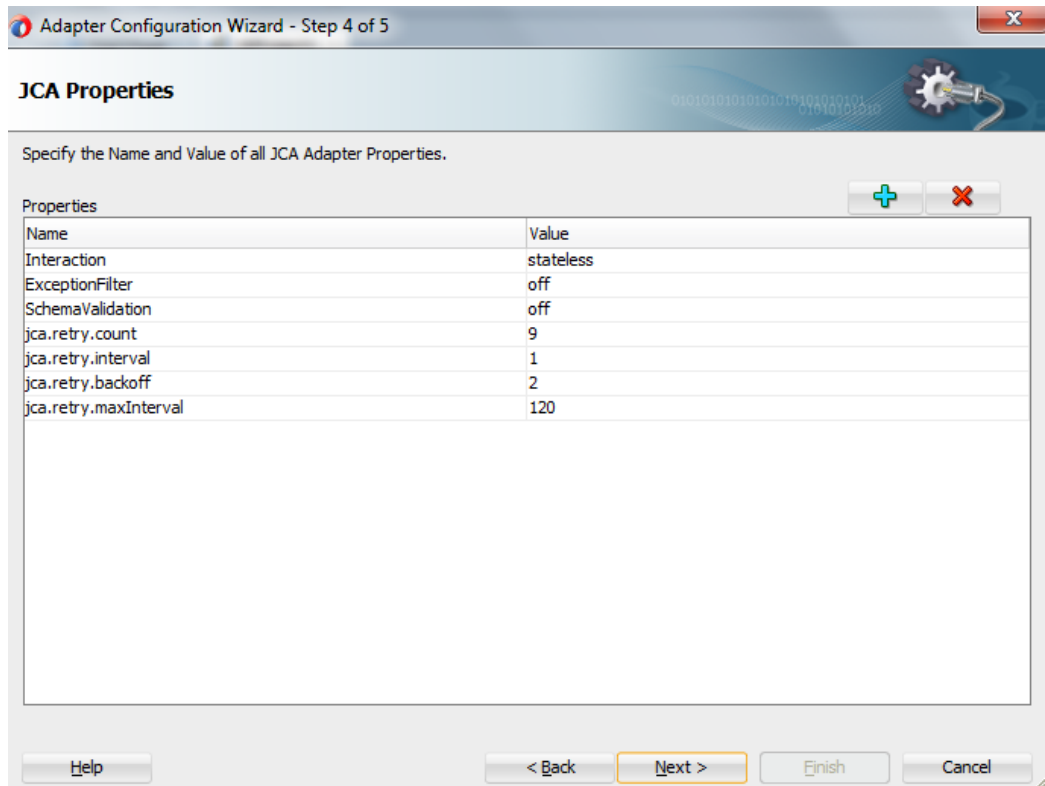 Adapter Configuration Wizard - Step 4 of 5
x
JCA Properties
Specify the Name and Value of all JCA Adapter Properties.
Properties
Name Value
Interaction stateless
ExceptionFilter off
SchemaValidation off
jca.retry.count 9
jca.retry.interval 1
jca.retry.backoff 2
jca.retry.maxInterval 120
Help < Back Next > Finish Cancel